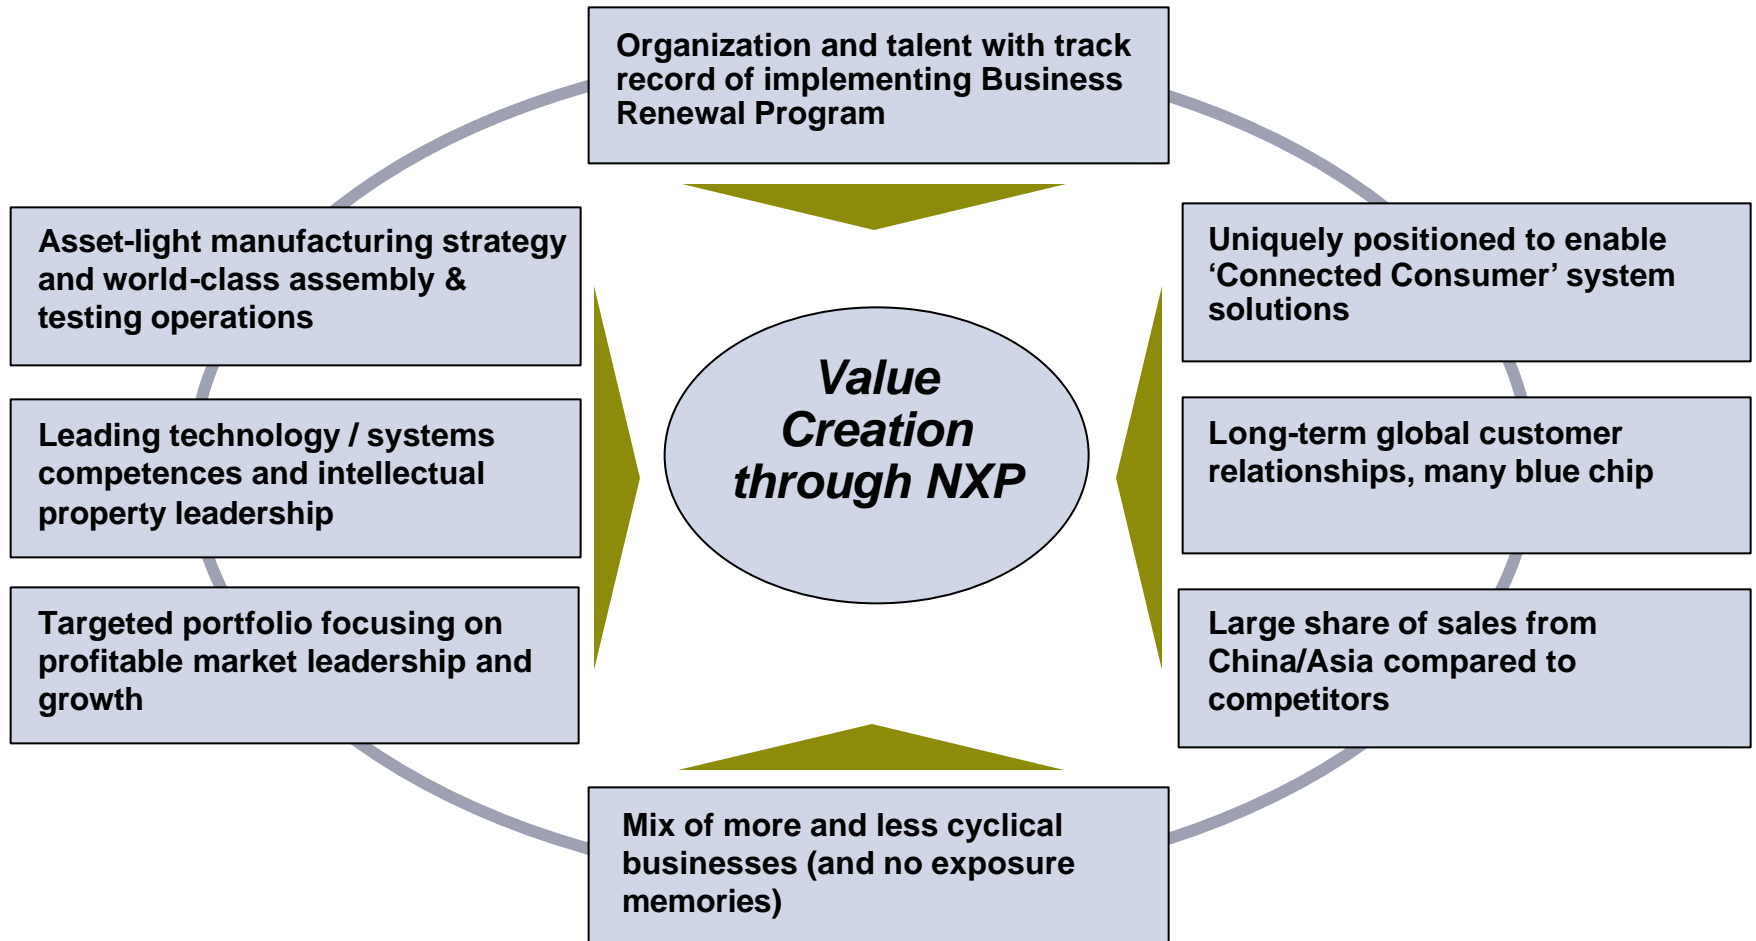 Organization and talent with track
record of implementing Business
Renewal Program
Asset-light manufacturing strategy
and world-class assembly &
testing operations
Leading technology / systems
competences and intellectual
property leadership
Targeted portfolio focusing on
profitable market leadership and
growth
Value
Creation
through NXP
Uniquely positioned to enable
‘Connected Consumer’ system
solutions
Long-term global customer
relationships, many blue chip
Large share of sales from
China/Asia compared to
competitors
Mix of more and less cyclical
businesses (and no exposure
memories)